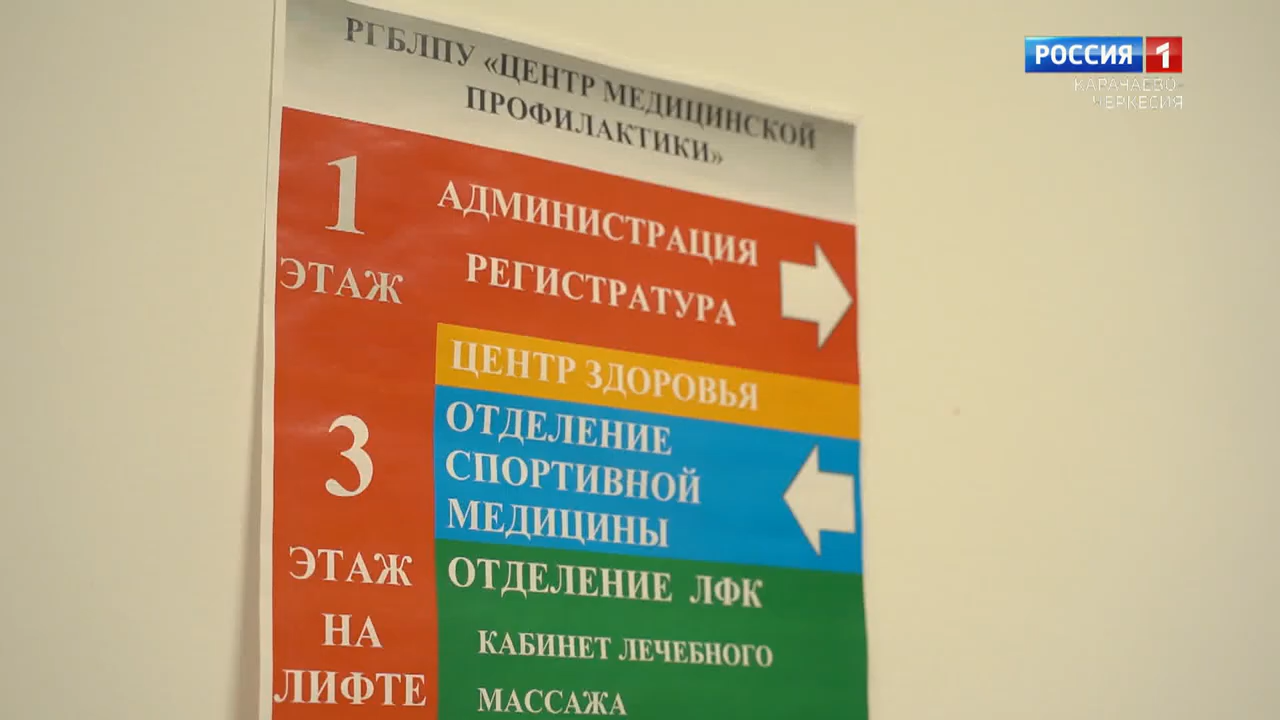 РГБЛПУ «ЦЕНТР МЕДИЦИНСКОЙ
ПРОФИЛАКТИКИ»
1
ЭТАЖ
АДМИНИСТРАЦИЯ
РЕГИСТРАТУРА
3
ЭТАЖ
НА
ЛИФТЕ
ЦЕНТР ЗДОРОВЬЯ
ОТДЕЛЕНИЕ
СПОРТИВНОЙ
МЕДИЦИНЫ
ОТДЕЛЕНИЕ ЛФК
КАБИНЕТ ЛЕЧЕБНОГО
МАССАЖА
РОССИЯ 1
КАРАЧАЕВО-
ЧЕРКЕСИЯ